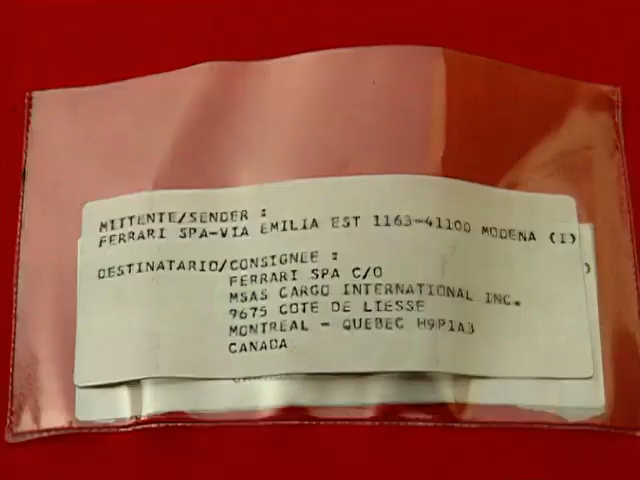 MITTENTE/SENDER :
FERRARI SPA-VIA EMILIA EST 1163-41100 MODENA (I)
DESTINATARIO/CONSIGNEE :
FERRARI SPA C/O
MSAS CARGO INTERNATIONAL INC.
9675 COTE DE LIESSE
MONTREAL - QUEBEC H9P1A3
CANADA
)